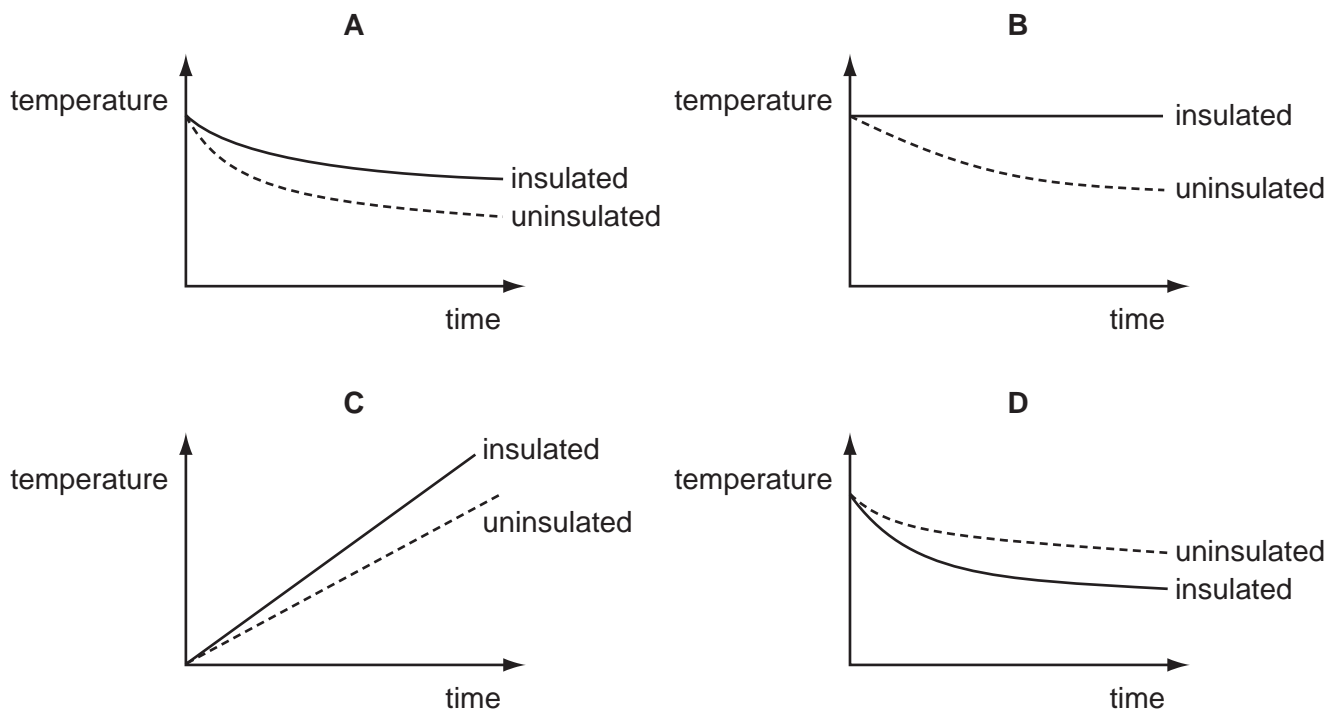 A
temperature
insulated
uninsulated
time
B
temperature
insulated
uninsulated
time
C
temperature
insulated
uninsulated
time
D
temperature
uninsulated
insulated
time